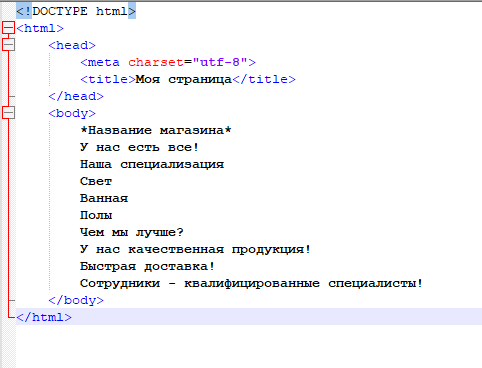 <!DOCTYPE html>
<html>
<head>
<meta charset="utf-8">
<title>Моя страница</title>
</head>
<body>
*Название магазина*
У нас есть все!
Наша специализация
Свет
Ванная
Полы
Чем мы лучше?
У нас качественная продукция!
Быстрая доставка!
Сотрудники - квалифицированные специалисты!
</body>
</html>